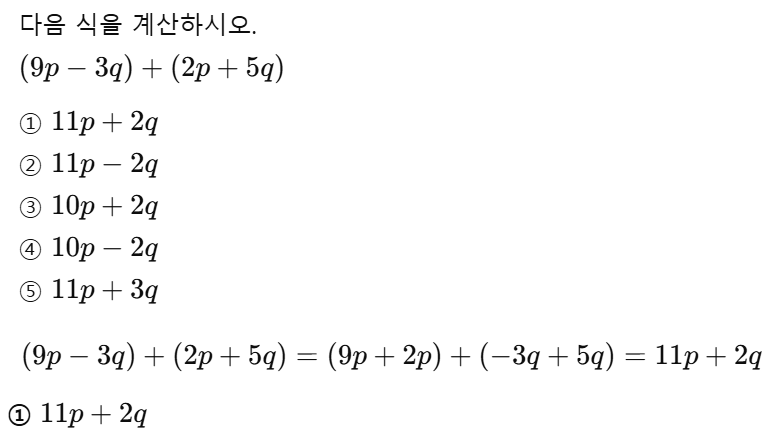 다음 식을 계산하시오.
(9p − 3q) + (2p + 5q)
① 11p + 2q
② 11p − 2q
③ 10p + 2q
④ 10p − 2q
⑤ 11p + 3q
(9p − 3q) + (2p + 5q) = (9p + 2p) + (−3q + 5q) = 11p + 2q
① 11p + 2q